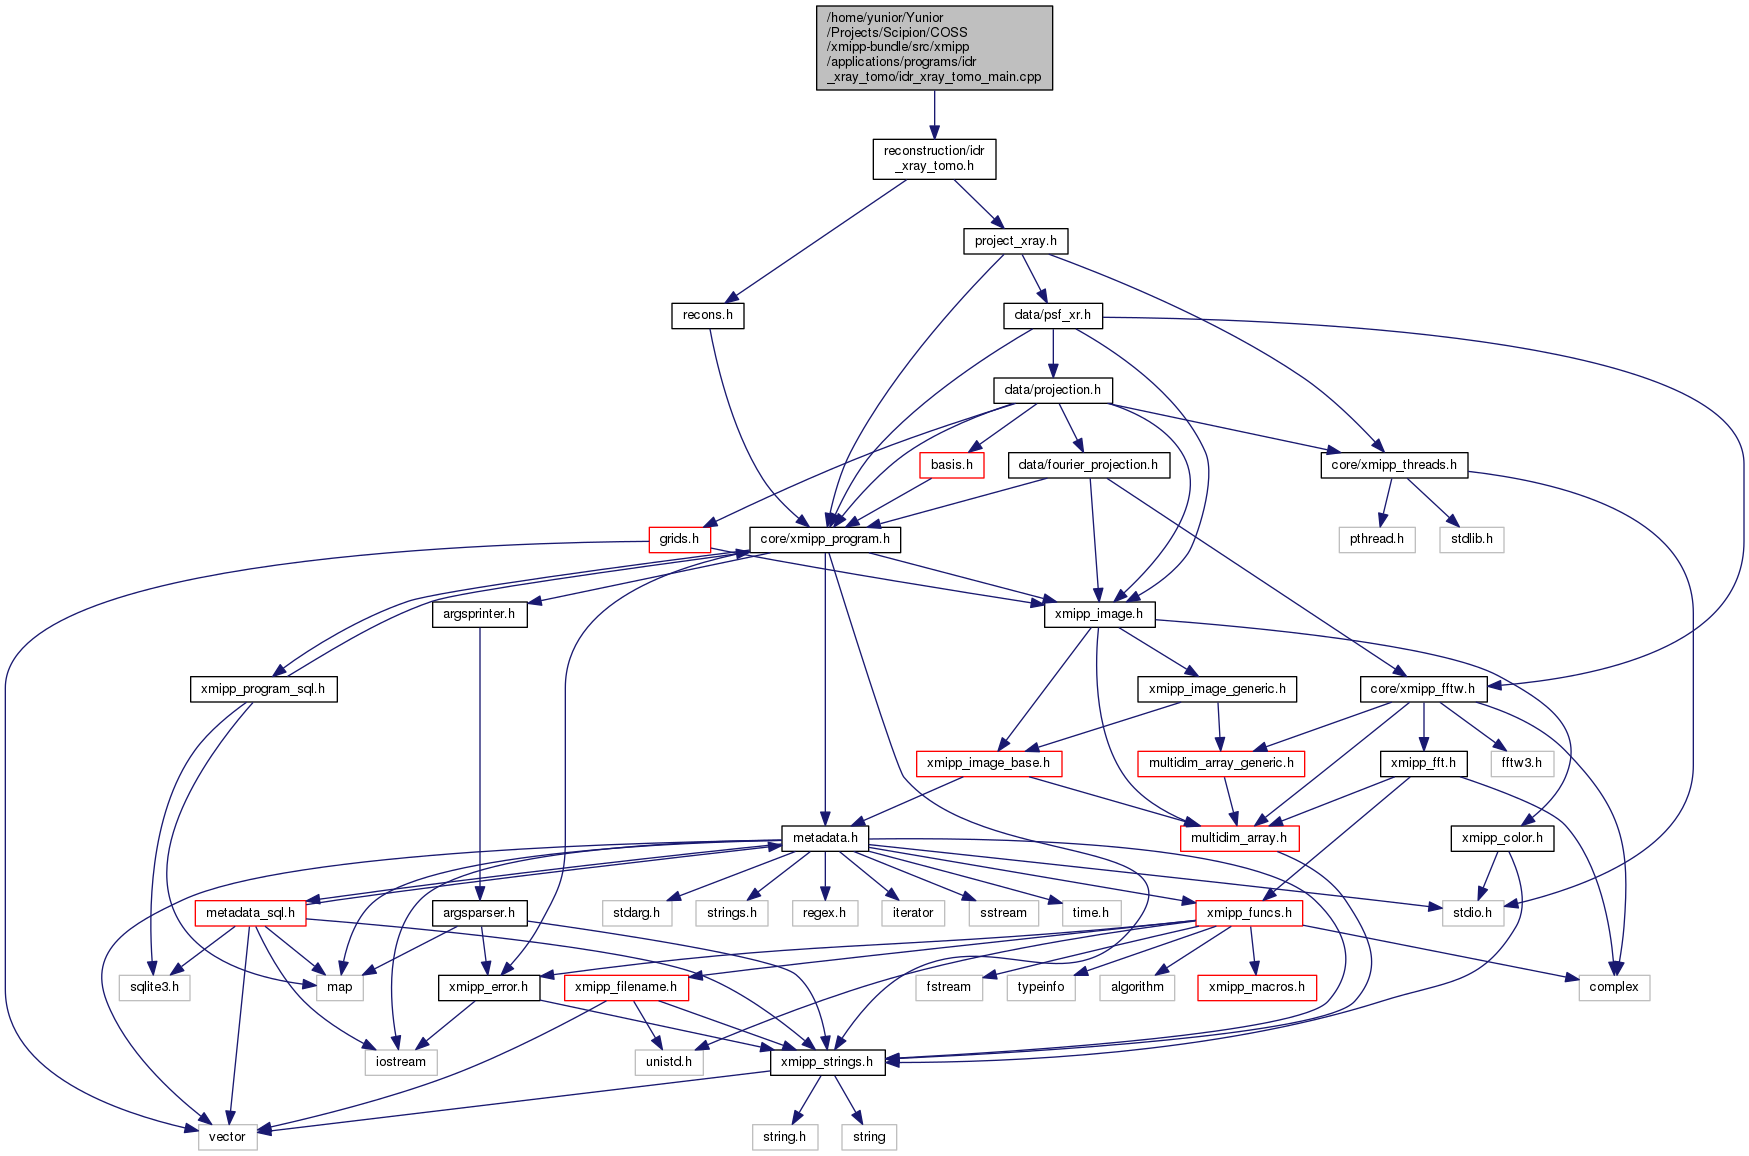 /home/yunior/Yunior
/Projects/Scipion/COSS
/xmipp-bundle/src/xmipp
/applications/programs/idr
_xray_tomo/idr_xray_tomo_main.cpp
reconstruction/idr
_xray_tomo.h
project_xray.h
recons.h
data/psf_xr.h
data/projection.h
basis.h
data/fourier_projection.h
core/xmipp_threads.h
grids.h
core/xmipp_program.h
pthread.h
stdlib.h
argsprinter.h
xmipp_image.h
xmipp_program_sql.h
xmipp_image_generic.h
core/xmipp_fftw.h
xmipp_image_base.h
multidim_array_generic.h
xmipp_fft.h
fftw3.h
metadata.h
multidim_array.h
xmipp_color.h
metadata_sql.h
argsparser.h
stdarg.h
strings.h
regex.h
iterator
sstream
time.h
xmipp_funcs.h
stdio.h
sqlite3.h
map
xmipp_error.h
xmipp_filename.h
fstream
typeinfo
algorithm
xmipp_macros.h
complex
iostream
unistd.h
xmipp_strings.h
vector
string.h
string